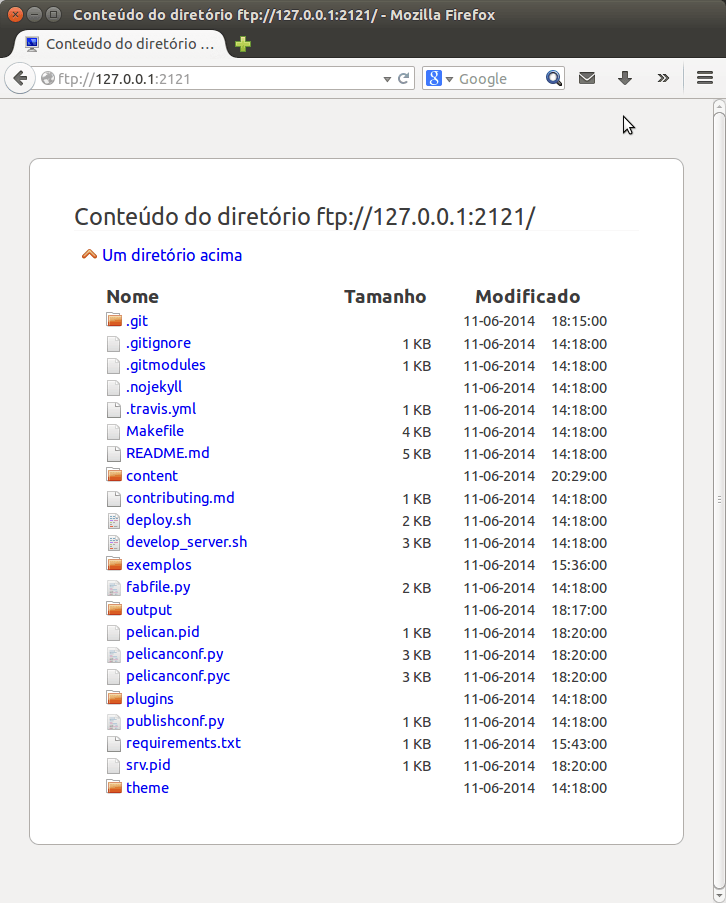 Conteúdo do diretório ftp://127.0.0.1:2121/ - Mozilla Firefox
Conteúdo do diretório ...
ftp://127.0.0.1:2121
8 Google
Conteúdo do diretório ftp://127.0.0.1:2121/
Um diretório acima
Nome Tamanho Modificado
.git 11-06-2014 18:15:00
.gitignore 1 KB 11-06-2014 14:18:00
.gitmodules 1 KB 11-06-2014 14:18:00
.nojekyll 11-06-2014 14:18:00
.travis.yml 1 KB 11-06-2014 14:18:00
Makefile 4 KB 11-06-2014 14:18:00
README.md 5 KB 11-06-2014 14:18:00
content 11-06-2014 20:29:00
contributing.md 1 KB 11-06-2014 14:18:00
deploy.sh 2 KB 11-06-2014 14:18:00
develop_server.sh 3 KB 11-06-2014 14:18:00
exemplos 11-06-2014 15:36:00
fabfile.py 2 KB 11-06-2014 14:18:00
output 11-06-2014 18:17:00
pelican.pid 1 KB 11-06-2014 18:20:00
pelicanconf.py 3 KB 11-06-2014 18:20:00
pelicanconf.pyc 3 KB 11-06-2014 18:20:00
plugins 11-06-2014 14:18:00
publishconf.py 1 KB 11-06-2014 14:18:00
requirements.txt 1 KB 11-06-2014 15:43:00
srv.pid 1 KB 11-06-2014 18:20:00
theme 11-06-2014 14:18:00